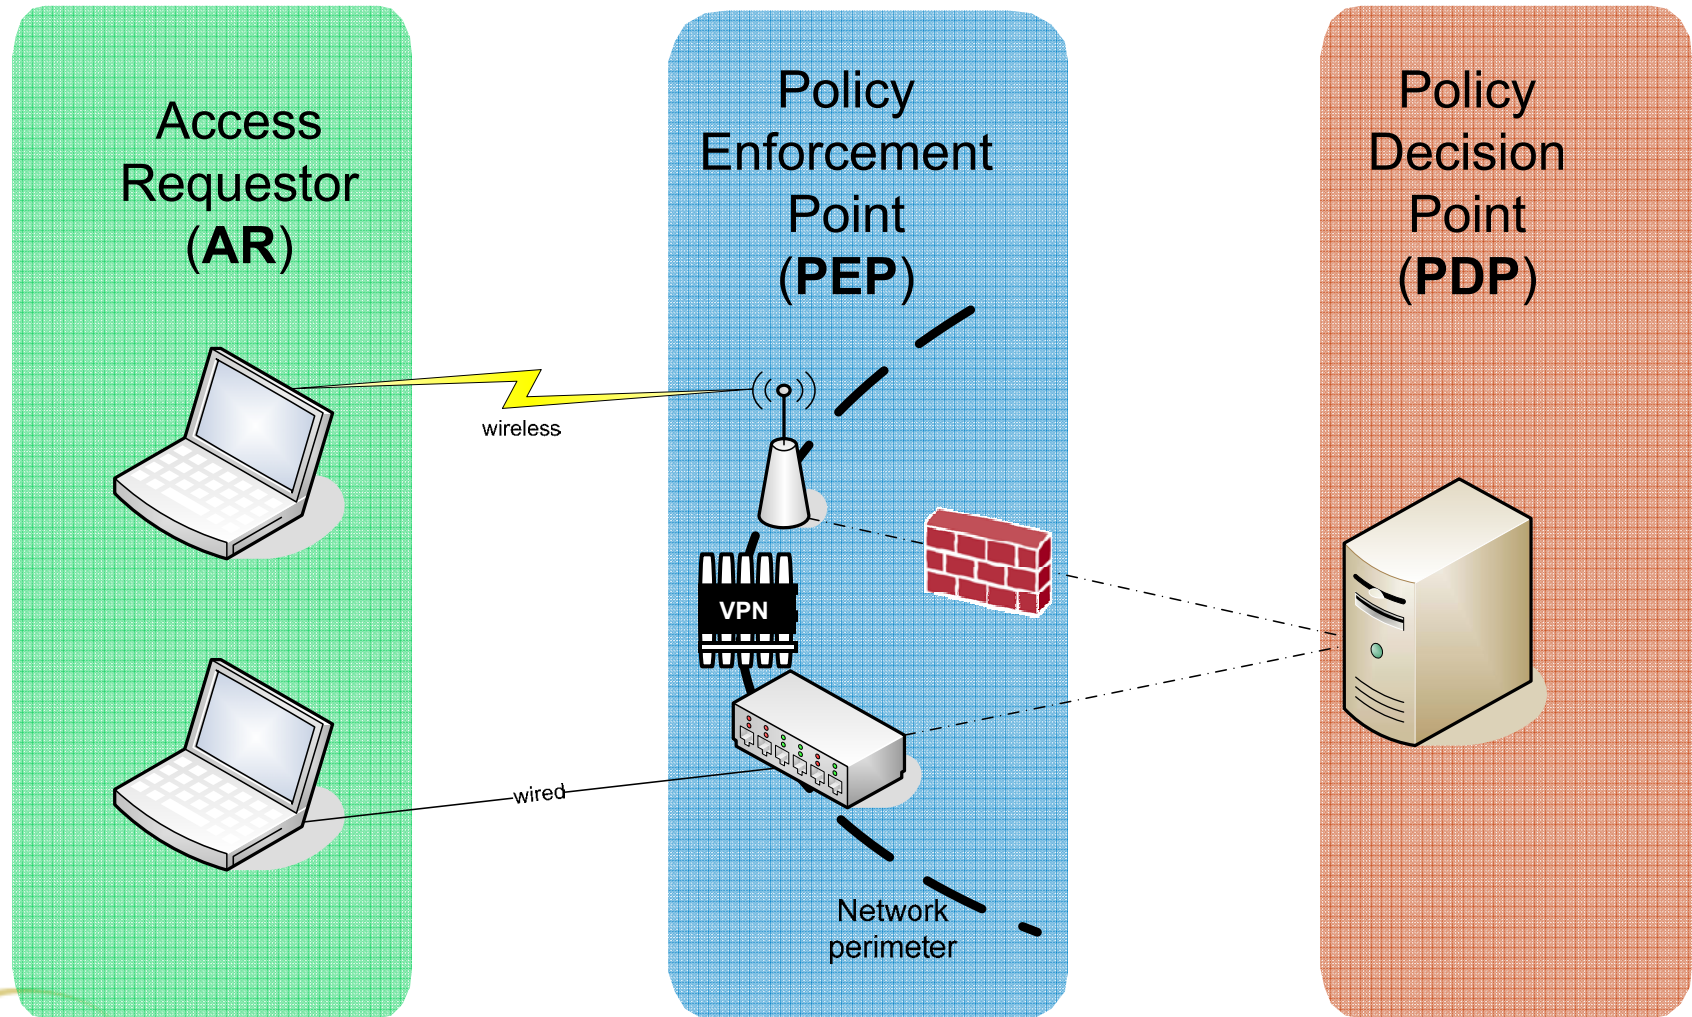 Access
Requestor
(AR)
Policy
Enforcement
Point
(PEP)
Policy
Decision
Point
(PDP)
wireless
VPN
wired
Network
perimeter